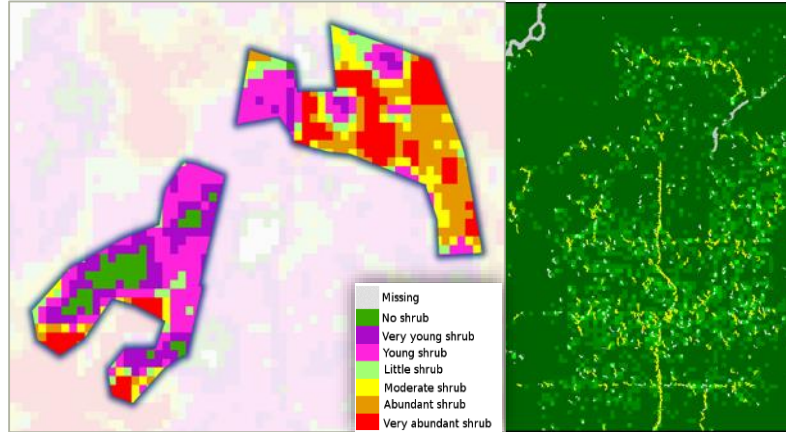 Missing
No shrub
Very young shrub
Young shrub
Little shrub
Moderate shrub
Abundant shrub
Very abundant shrub